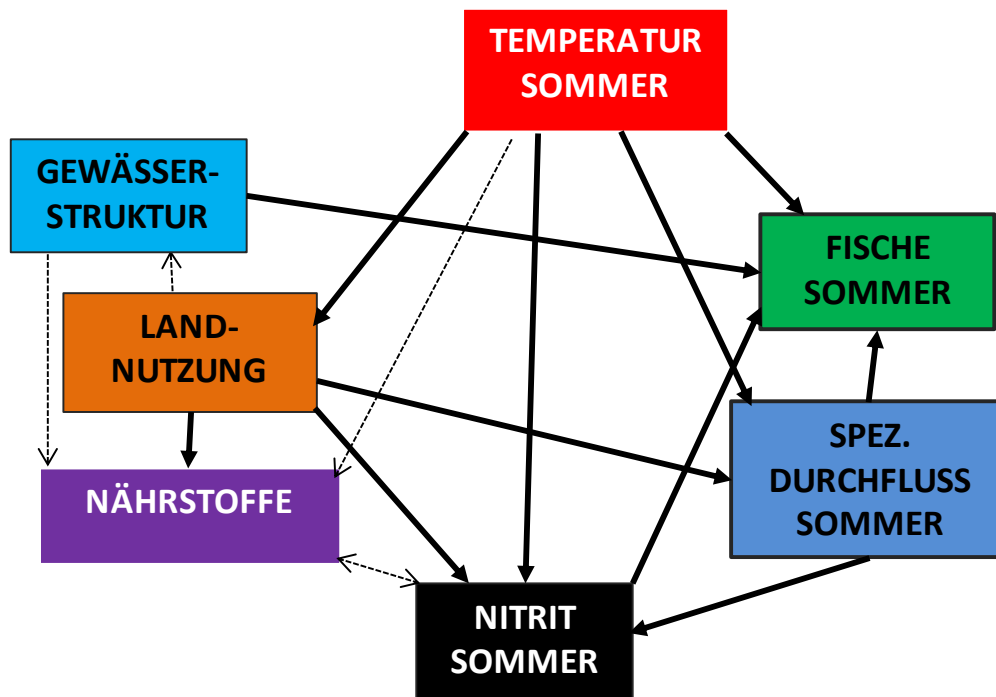 TEMPERATUR
SOMMER
GEWÄSSER-
STRUKTUR
FISCHE
SOMMER
LAND-
NUTZUNG
SPEZ.
DURCHFLUSS
SOMMER
NÄHRSTOFFE
NITRIT
SOMMER